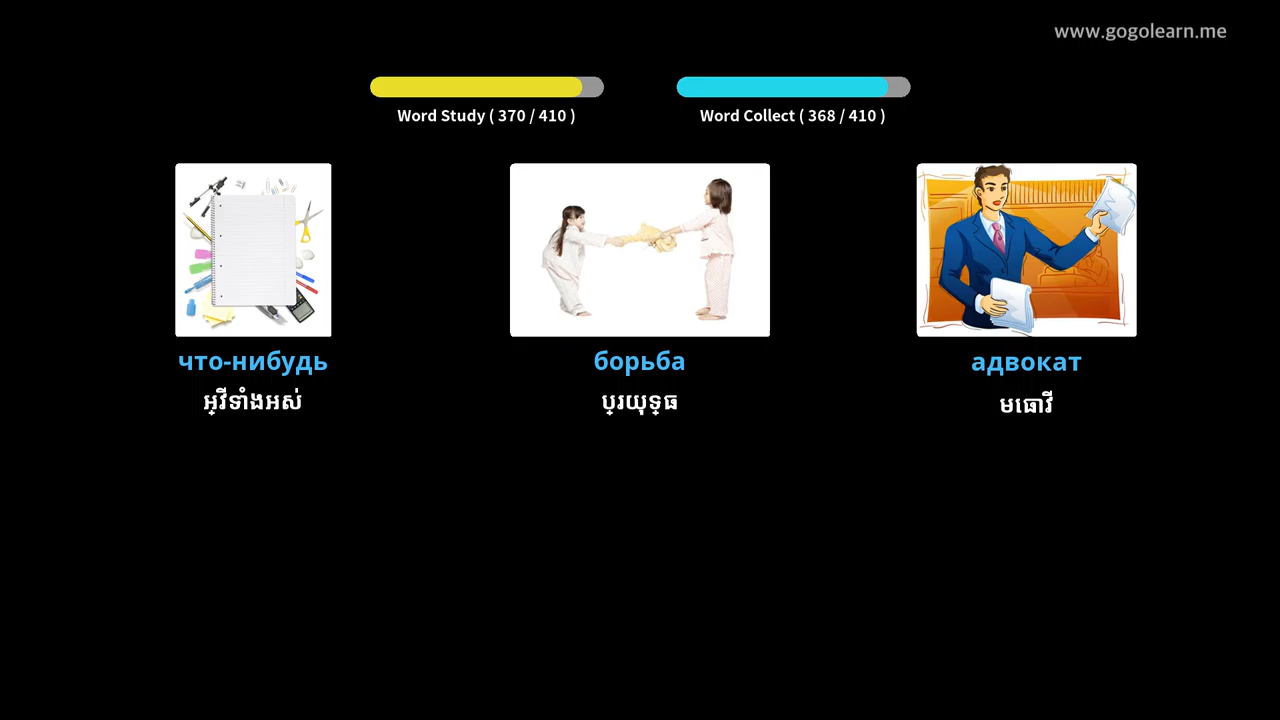 www.gogolearn.me
Word Study ( 370 / 410 )
Word Collect ( 368 / 410 )
что-нибудь
борьба
адвокат
អ្វីទាំងអស់
ប្រយុទ្ធ
មធោវី